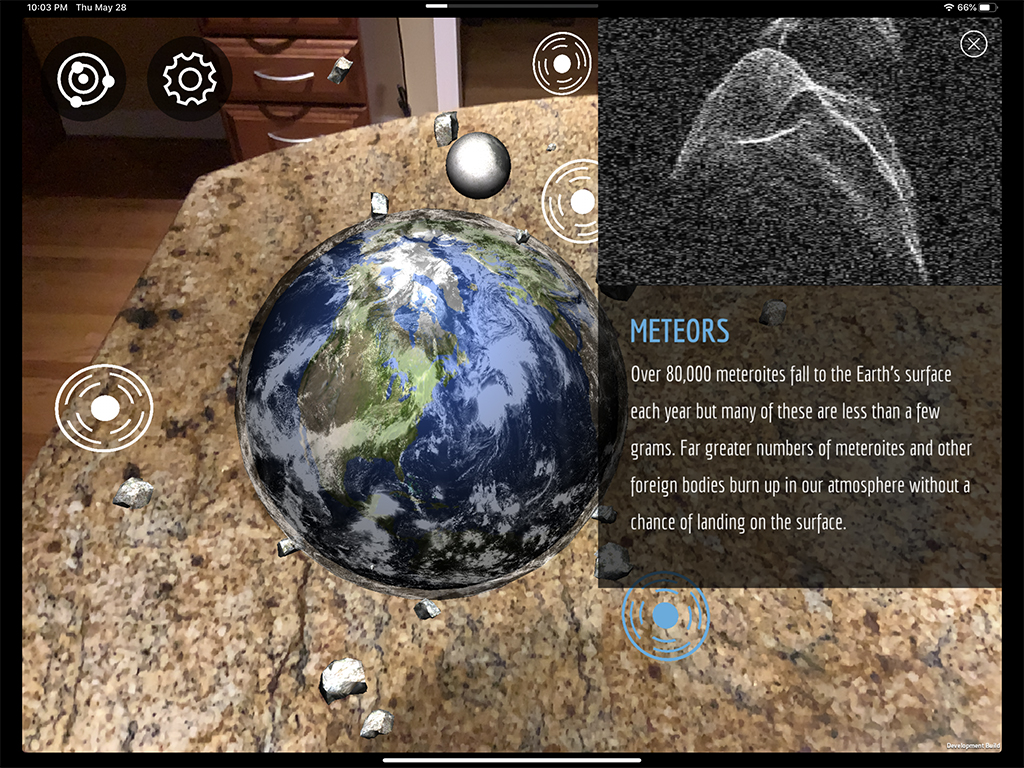 10:03 PM Thu May 28
66%
METEORS
Over 80,000 meteroites fall to the Earth's surface
each year but many of these are less than a few
grams. Far greater numbers of meteroites and other
foreign bodies burn up in our atmosphere without a
chance of landing on the surface.
Development Build